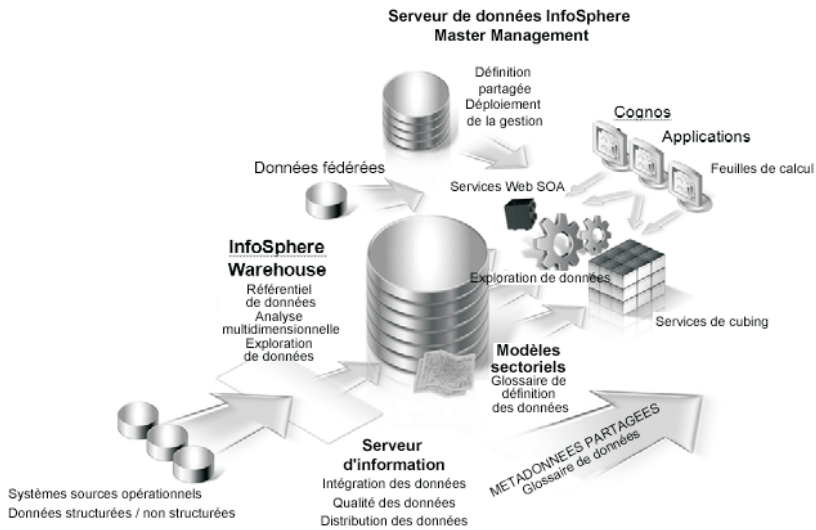 Serveur de données InfoSphere
Master Management
Définition
partagée
Déploiement
de la gestion
Cognos
Applications
Feuilles de calcul
Données fédérées
Services Web SOA
InfoSphere
Warehouse
Référentiel
de données
Analyse
multidimensionnelle
Exploration
de données
Exploration de données
Services de cubing
Modèles
sectoriels
Glossaire de
définition
des données
METADONNEES PARTAGEES
Glossaire de données
Serveur
d'information
Intégration des données
Qualité des données
Distribution des données
Systèmes sources opérationnels
Données structurées / non structurées